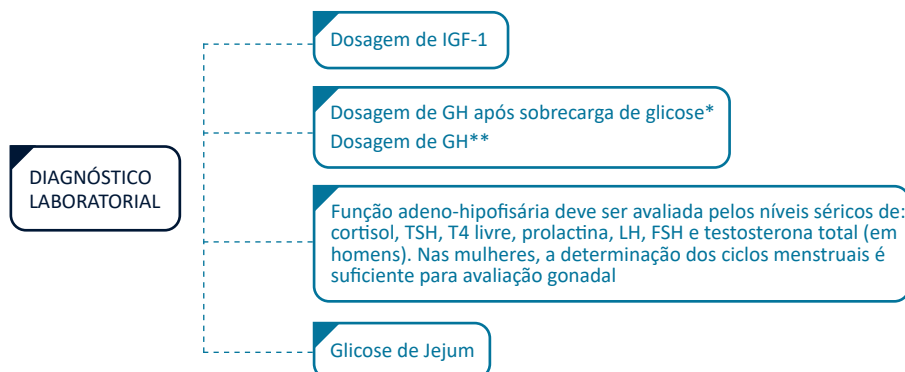 Dosagem de IGF-1
Dosagem de GH após sobrecarga de glicose*
Dosagem de GH**
DIAGNÓSTICO
LABORATORIAL
Função adeno-hipofisária deve ser avaliada pelos níveis séricos de:
cortisol, TSH, T4 livre, prolactina, LH, FSH e testosterona total (em
homens). Nas mulheres, a determinação dos ciclos menstruais é
suficiente para avaliação gonadal
Glicose de Jejum